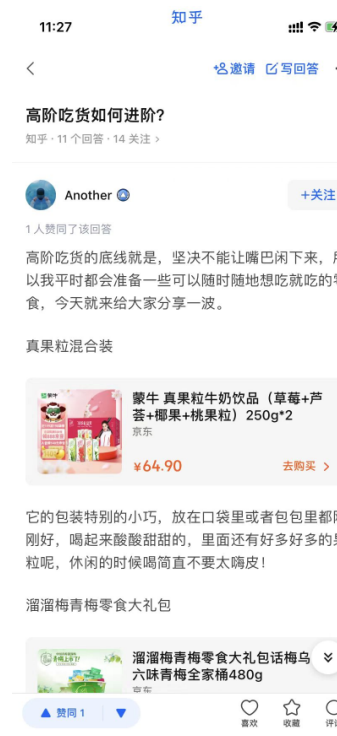 知乎
11:27
邀请 写回答
高阶吃货如何进阶?
知乎 · 11 个回答 · 14 关注 >
Another
+关注
1 人赞同了该回答
高阶吃货的底线就是，坚决不能让嘴巴闲下来，
以我平时都会准备一些可以随时随地想吃就吃的
食，今天就来给大家分享一波。
真果粒混合装
蒙牛
蒙牛 真果粒牛奶饮品（草莓+芦
荟+椰果+桃果粒）250g*2
京东
¥64.90
去购买 >
它的包装特别的小巧，放在口袋里或者包包里都
刚好，喝起来酸酸甜甜的，里面还有好多好多的
粒呢，休闲的时候喝简直不要太嗨皮！
溜溜梅青梅零食大礼包
溜溜梅青梅零食大礼包话梅乌
六味青梅全家桶480g
京东
赞同 1
喜欢
收藏